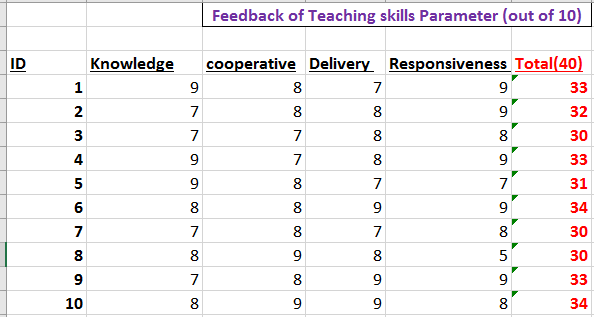 Feedback of Teaching skills Parameter (out of 10)
ID Knowledge cooperative Delivery Responsiveness Total(40)
1 9 8 7 9 33
2 7 8 8 9 32
3 7 7 8 8 30
4 9 7 8 9 33
5 9 8 7 7 31
6 8 8 9 9 34
7 7 8 7 8 30
8 8 9 8 5 30
9 7 8 9 9 33
10 8 9 9 8 34